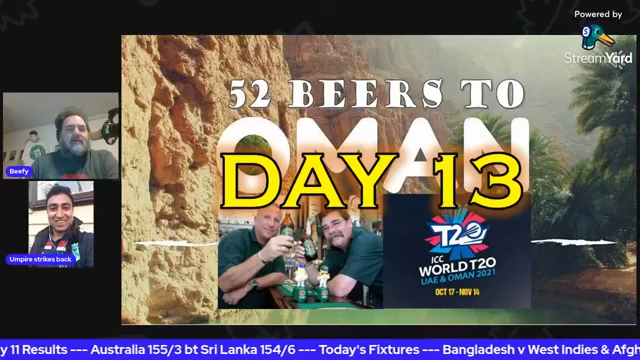 Powered by
StreamYard
52 BEERS TO
OMAN
DAY 13
Beefy
Umpire strikes back
T20
ICC
WORLD T20
UAE & OMAN 2021
OCT 17 - NOV 14
y 11 Results --- Australia 155/3 bt Sri Lanka 154/6 --- Today's Fixtures --- Bangladesh v West Indies & Afgh